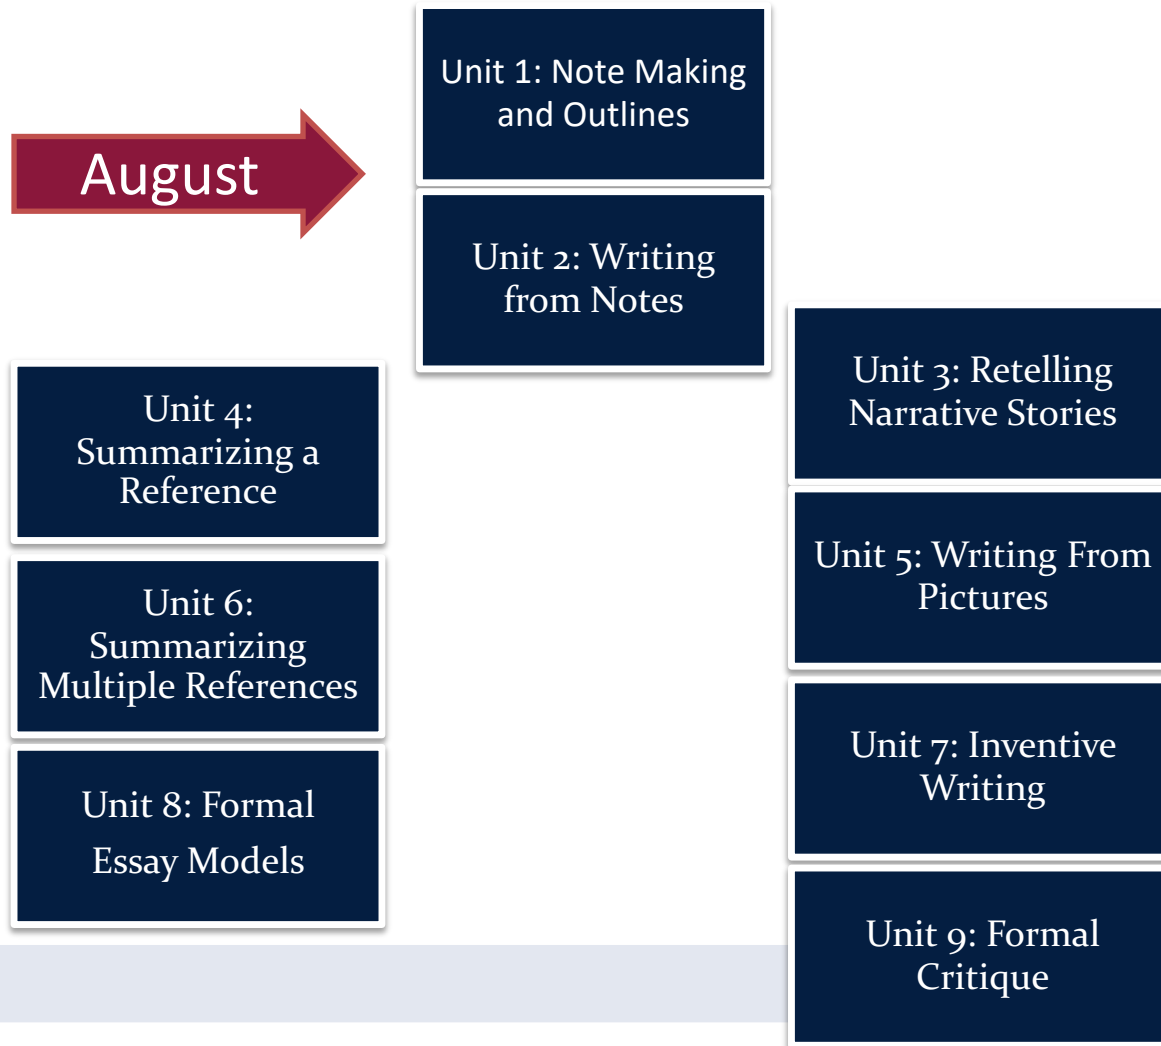 August
Unit 1: Note Making
and Outlines
Unit 2: Writing
from Notes
Unit 3: Retelling
Narrative Stories
Unit 4:
Summarizing a
Reference
Unit 5: Writing From
Pictures
Unit 6:
Summarizing
Multiple References
Unit 7: Inventive
Writing
Unit 8: Formal
Essay Models
Unit 9: Formal
Critique